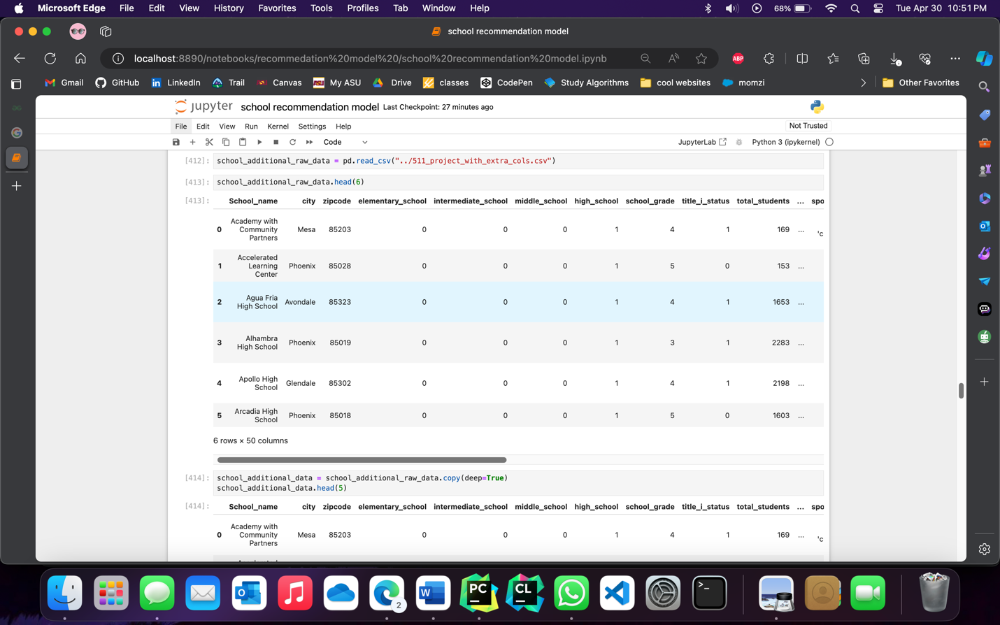 Microsoft Edge File Edit View History Favorites Tools Profiles Tab Window Help 68% Tue Apr 30 10:51 PM
school recommendation model
localhost:8890/notebooks/recommedation%20model%20/school%20recommendation%20model.ipynb
ABP
Gmail GitHub LinkedIn Trail Canvas My ASU Drive classes CodePen Study Algorithms cool websites momzi Other Favorites
jupyter school recommendation model Last Checkpoint: 27 minutes ago
File Edit View Run Kernel Settings Help Not Trusted
Code JupyterLab Python 3 (ipykernel)
[412]: school_additional_raw_data = pd.read_csv("../511_project_with_extra_cols.csv")
[413]: school_additional_raw_data.head(6)
[413]: School_name city zipcode elementary_school intermediate_school middle_school high_school school_grade title_i_status total_students ... spo
0 Academy with Community Partners Mesa 85203 0 0 0 1 4 1 169 ... 'c
1 Accelerated Learning Center Phoenix 85028 0 0 0 1 5 0 153 ...
2 Agua Fria High School Avondale 85323 0 0 0 1 4 1 1653 ...
3 Alhambra High School Phoenix 85019 0 0 0 1 3 1 2283 ...
4 Apollo High School Glendale 85302 0 0 0 1 4 1 2198 ...
5 Arcadia High School Phoenix 85018 0 0 0 1 5 0 1603 ...
6 rows × 50 columns
[414]: school_additional_data = school_additional_raw_data.copy(deep=True)
school_additional_data.head(5)
[414]: School_name city zipcode elementary_school intermediate_school middle_school high_school school_grade title_i_status total_students ... spo
0 Academy with Community Partners Mesa 85203 0 0 0 1 4 1 169 ... 'c
2
W
PC
CL